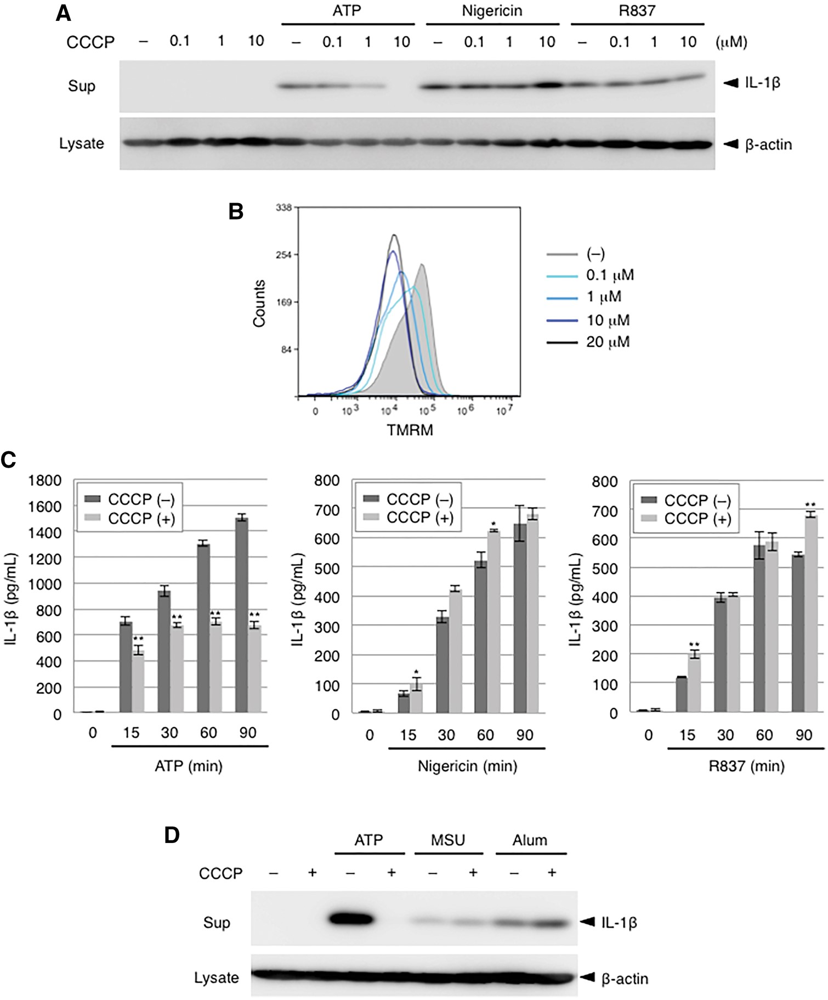 A
ATP Nigericin R837
CCCP – 0.1 1 10 – 0.1 1 10 – 0.1 1 10 – 0.1 1 10 (μM)
Sup IL-1β
Lysate β-actin
B
338
254
169
84
Counts
0 10³ 10⁴ 10⁵ 10⁶ 10⁷
TMRM
(–)
0.1 μM
1 μM
10 μM
20 μM
C
IL-1β (pg/mL)
1800
1600
1400
1200
1000
800
600
400
200
0
CCCP (–)
CCCP (+)
** ** ** **
0 15 30 60 90
ATP (min)
IL-1β (pg/mL)
800
700
600
500
400
300
200
100
0
CCCP (–)
CCCP (+)
* *
0 15 30 60 90
Nigericin (min)
IL-1β (pg/mL)
800
700
600
500
400
300
200
100
0
CCCP (–)
CCCP (+)
** **
0 15 30 60 90
R837 (min)
D
ATP MSU Alum
CCCP – + – + – + – +
Sup IL-1β
Lysate β-actin